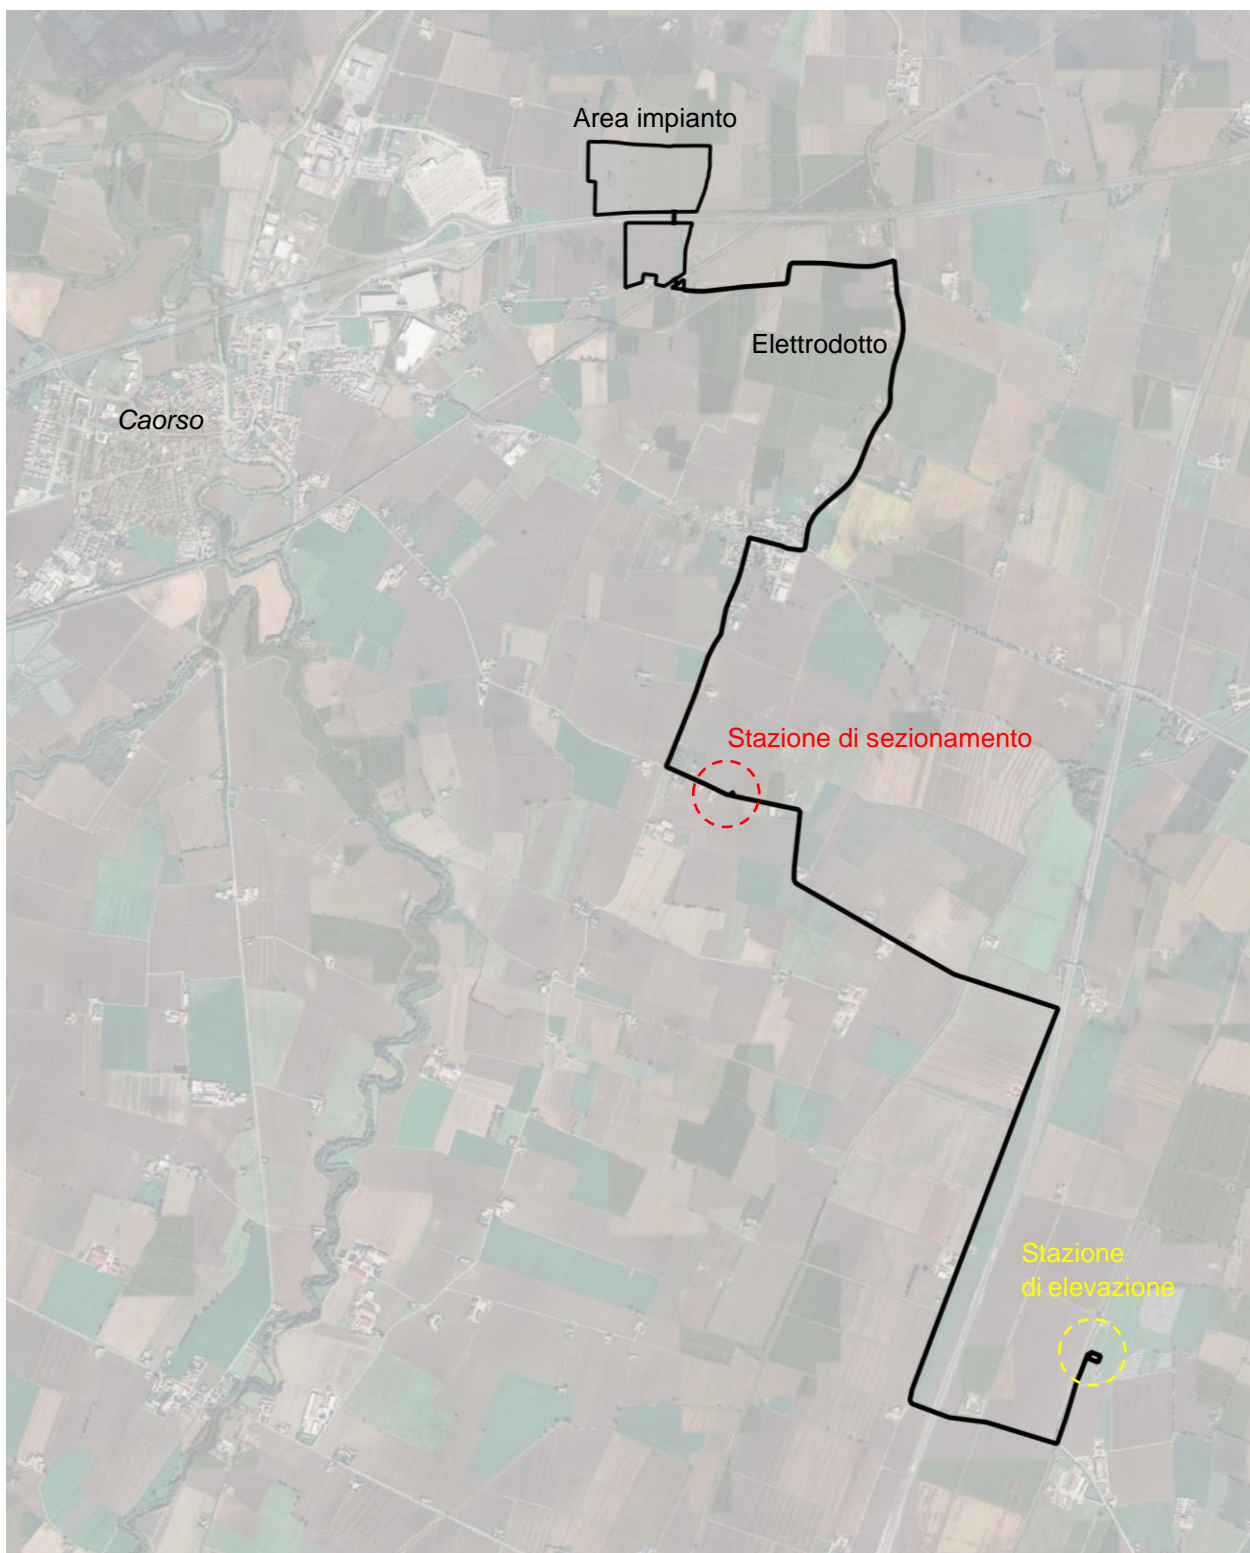 Area impianto
Elettrodotto
Caorso
Stazione di sezionamento
Stazione
di elevazione